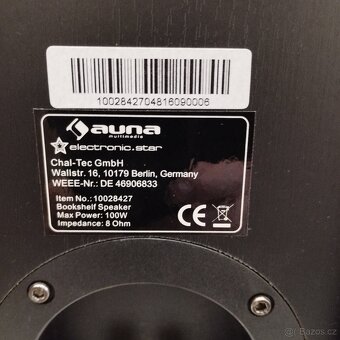 1002842704816090006
auna
multimedia
electronic.star
Chal-Tec GmbH
Wallstr. 16, 10179 Berlin, Germany
WEEE-Nr.: DE 46906833
Item No.: 10028427
Bookshelf Speaker
Max Power: 100W
Impedance: 8 Ohm
CE
Bazos.cz